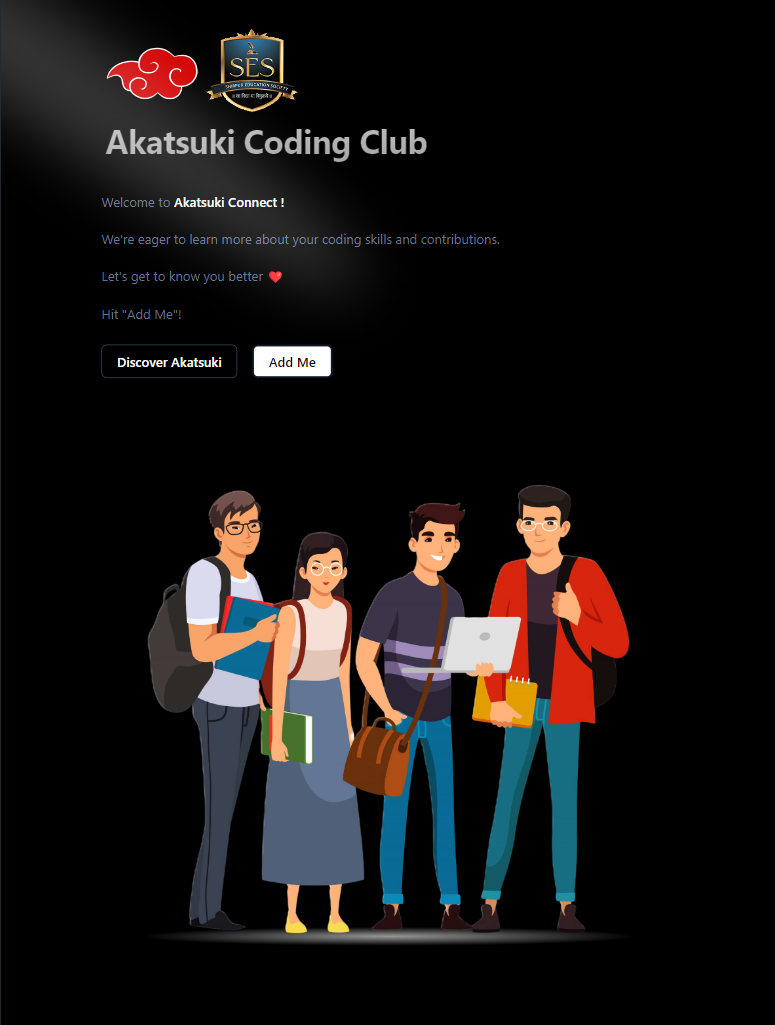 SES
SHIRPUR EDUCATION SOCIETY
Akatsuki Coding Club
Welcome to Akatsuki Connect !
We're eager to learn more about your coding skills and contributions.
Let's get to know you better ❤️
Hit "Add Me"!
Discover Akatsuki
Add Me